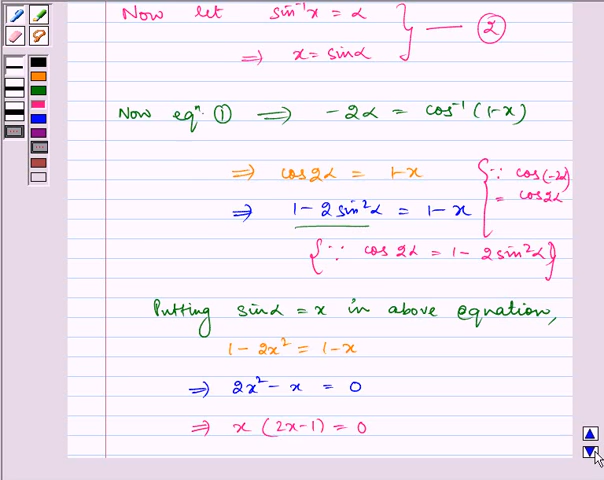 Now let sin⁻¹x = α
⇒ x = sinα } — ②
Now eqⁿ. ① ⇒ -2α = cos⁻¹(1-x)
⇒ cos2α = 1-x { ∵ cos(-2α)
= cos2α
⇒ 1-2sin²α = 1-x
{ ∵ cos2α = 1-2sin²α }
Putting sinα = x in above equation,
1-2x² = 1-x
⇒ 2x²-x = 0
⇒ x(2x-1) = 0